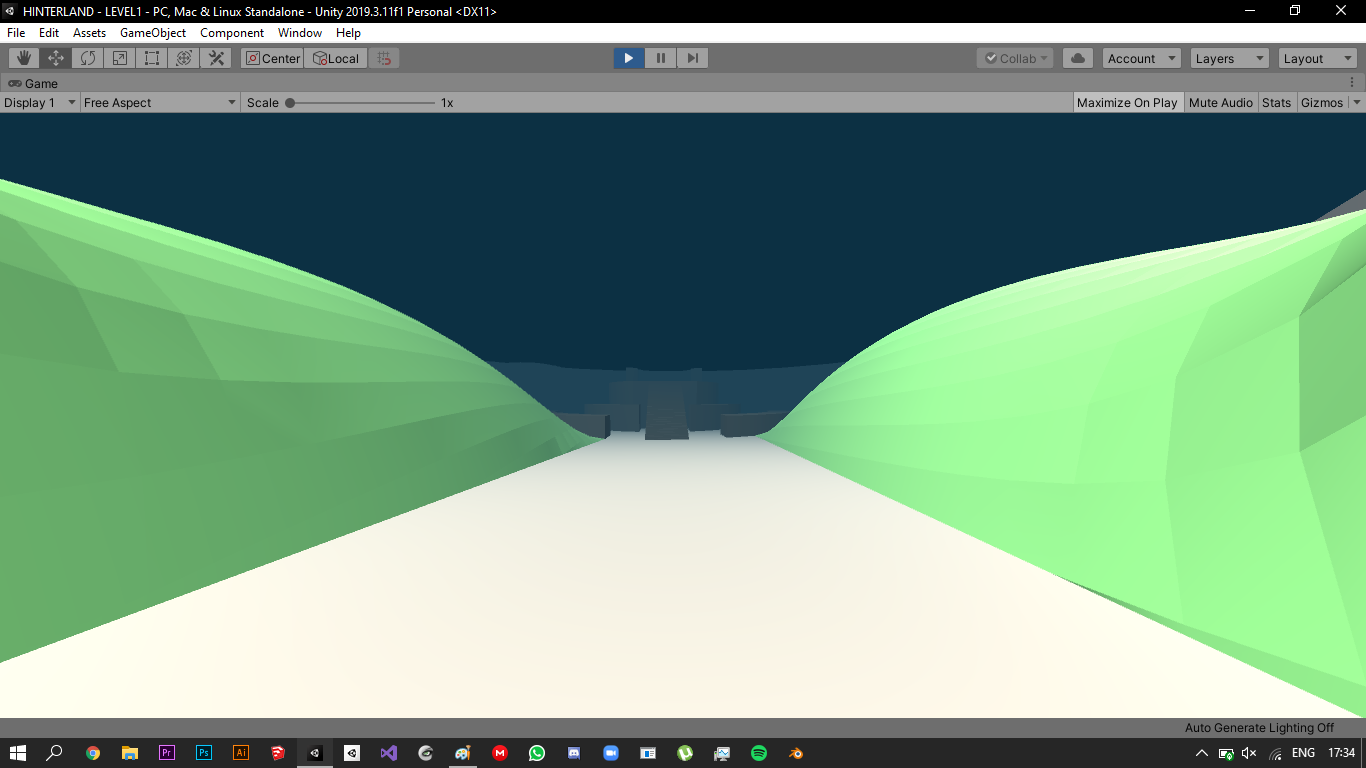 HINTERLAND - LEVEL1 - PC, Mac & Linux Standalone - Unity 2019.3.11f1 Personal <DX11>
File Edit Assets GameObject Component Window Help
Center Local Collab Account Layers Layout
Game
Display 1 Free Aspect Scale 1x Maximize On Play Mute Audio Stats Gizmos
Auto Generate Lighting Off
Pr Ps Ai ENG 17:34